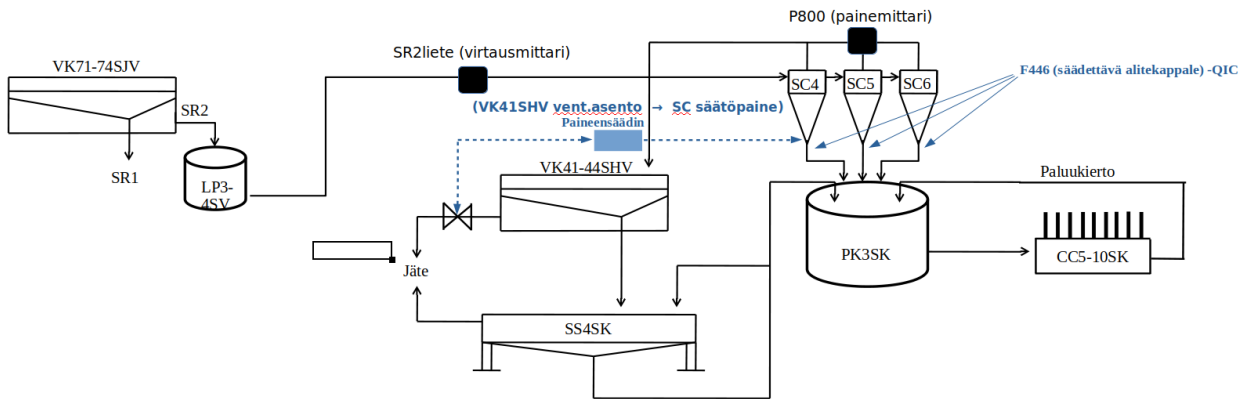 P800 (painemittari)
SR2liete (virtausmittari)
VK71-74SJV
F446 (säädettävä alitekappale) -QIC
SC4
SC5
SC6
SR2
(VK41SHV vent.asento → SC säätöpaine)
Paineensäädin
VK41-44SHV
SR1
LP3-
4SV
Paluukierto
PK3SK
CC5-10SK
Jäte
SS4SK